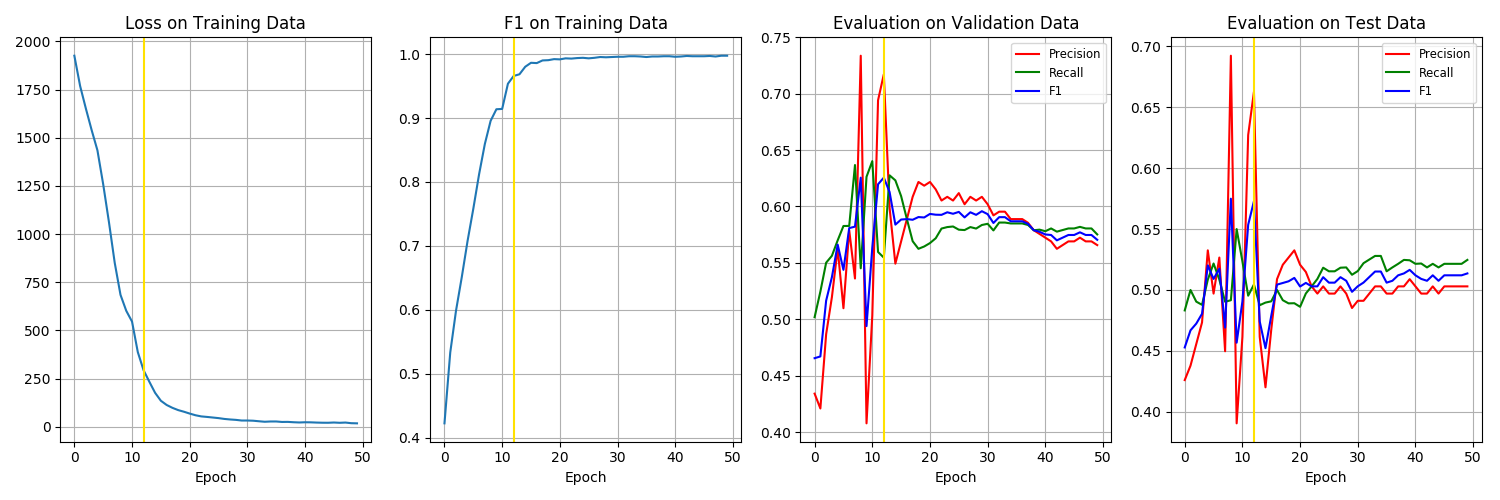 Loss on Training Data
2000
1750
1500
1250
1000
750
500
250
0
0 10 20 30 40 50
Epoch
F1 on Training Data
1.0
0.9
0.8
0.7
0.6
0.5
0.4
0 10 20 30 40 50
Epoch
Evaluation on Validation Data
0.75
0.70
0.65
0.60
0.55
0.50
0.45
0.40
Precision
Recall
F1
0 10 20 30 40 50
Epoch
Evaluation on Test Data
0.70
0.65
0.60
0.55
0.50
0.45
0.40
Precision
Recall
F1
0 10 20 30 40 50
Epoch